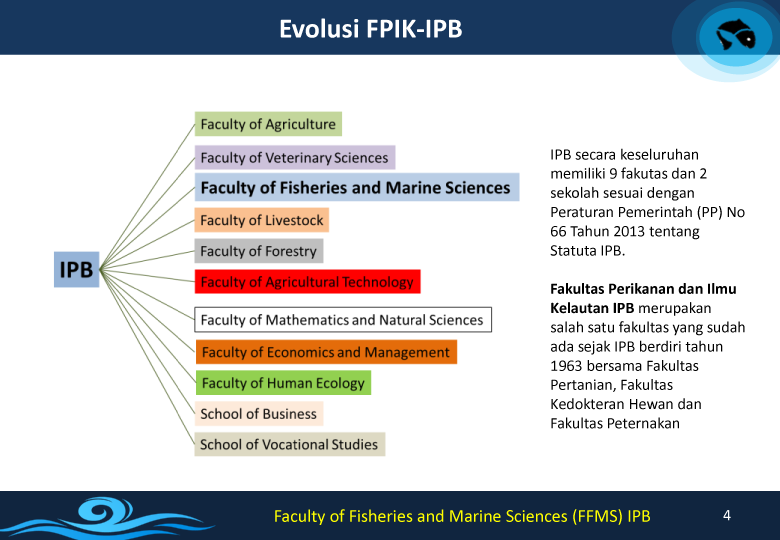 Evolusi FPIK-IPB
IPB
Faculty of Agriculture
Faculty of Veterinary Sciences
Faculty of Fisheries and Marine Sciences
Faculty of Livestock
Faculty of Forestry
Faculty of Agricultural Technology
Faculty of Mathematics and Natural Sciences
Faculty of Economics and Management
Faculty of Human Ecology
School of Business
School of Vocational Studies
IPB secara keseluruhan
memiliki 9 fakutas dan 2
sekolah sesuai dengan
Peraturan Pemerintah (PP) No
66 Tahun 2013 tentang
Statuta IPB.
Fakultas Perikanan dan Ilmu
Kelautan IPB merupakan
salah satu fakultas yang sudah
ada sejak IPB berdiri tahun
1963 bersama Fakultas
Pertanian, Fakultas
Kedokteran Hewan dan
Fakultas Peternakan
Faculty of Fisheries and Marine Sciences (FFMS) IPB
4